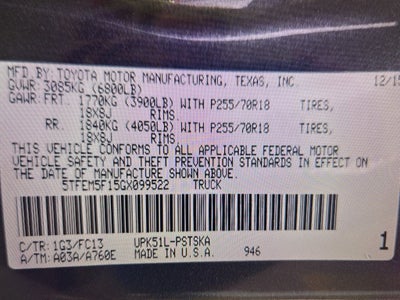 MFD BY: TOYOTA MOTOR MANUFACTURING, TEXAS, INC. 12/15
GVWR: 3085KG (6800LB)
GAWR: FRT. 1770KG (3900LB) WITH P255/70R18 TIRES,
18X8J RIMS.
RR. 1840KG (4050LB) WITH P255/70R18 TIRES,
18X8J RIMS.
THIS VEHICLE CONFORMS TO ALL APPLICABLE FEDERAL MOTOR
VEHICLE SAFETY AND THEFT PREVENTION STANDARDS IN EFFECT ON
THE DATE OF MANUFACTURE SHOWN ABOVE.
5TFEM5F15GX099522 TRUCK
C/TR: 1G3/FC13 UPK51L-PSTSKA 1
A/TM: A03A/A760E MADE IN U.S.A. 946